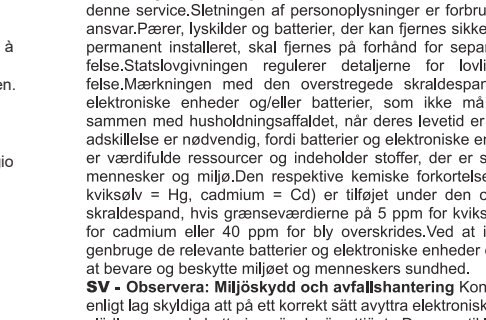 denne service.Sletningen af personoplysninger er forbru
ansvar.Pærer, lyskilder og batterier, der kan fjernes sikke
à
permanent installeret, skal fjernes på forhånd for sepa
felse.Statslovgivningen regulerer detaljerne for lovli
en.
felse.Mærkningen med den overstregede skraldespan
elektroniske enheder og/eller batterier, som ikke må
sammen med husholdningsaffaldet, når deres levetid er
adskillelse er nødvendig, fordi batterier og elektroniske en
gio
er værdifulde ressourcer og indeholder stoffer, der er s
mennesker og miljø.Den respektive kemiske forkortelse
kviksølv = Hg, cadmium = Cd) er tilføjet under den o
skraldespand, hvis grænseværdierne på 5 ppm for kviks
for cadmium eller 40 ppm for bly overskrides.Ved at i
genbruge de relevante batterier og elektroniske enheder
at bevare og beskytte miljøet og menneskers sundhed.
SV - Observera: Miljöskydd och avfallshantering Kon
enligt lag skyldiga att på ett korrekt sätt avyttra elektronisk